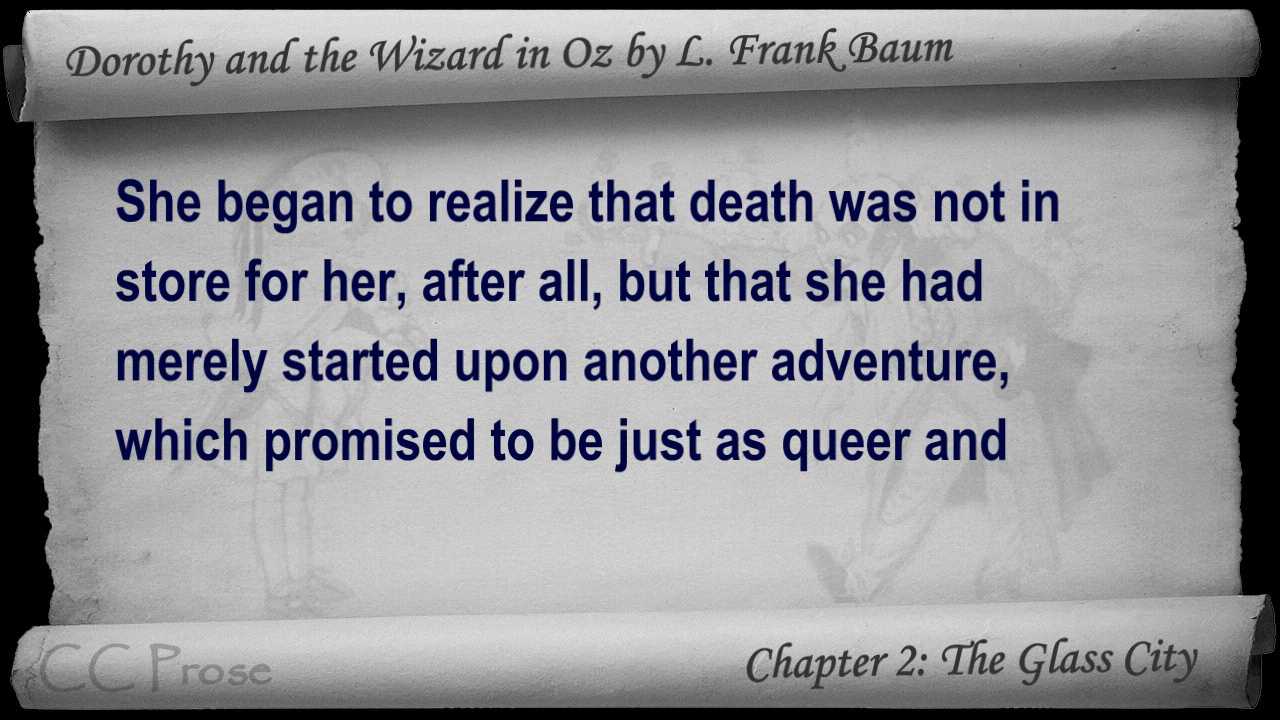 Dorothy and the Wizard in Oz by L. Frank Baum
She began to realize that death was not in
store for her, after all, but that she had
merely started upon another adventure,
which promised to be just as queer and
CC Prose
Chapter 2: The Glass City